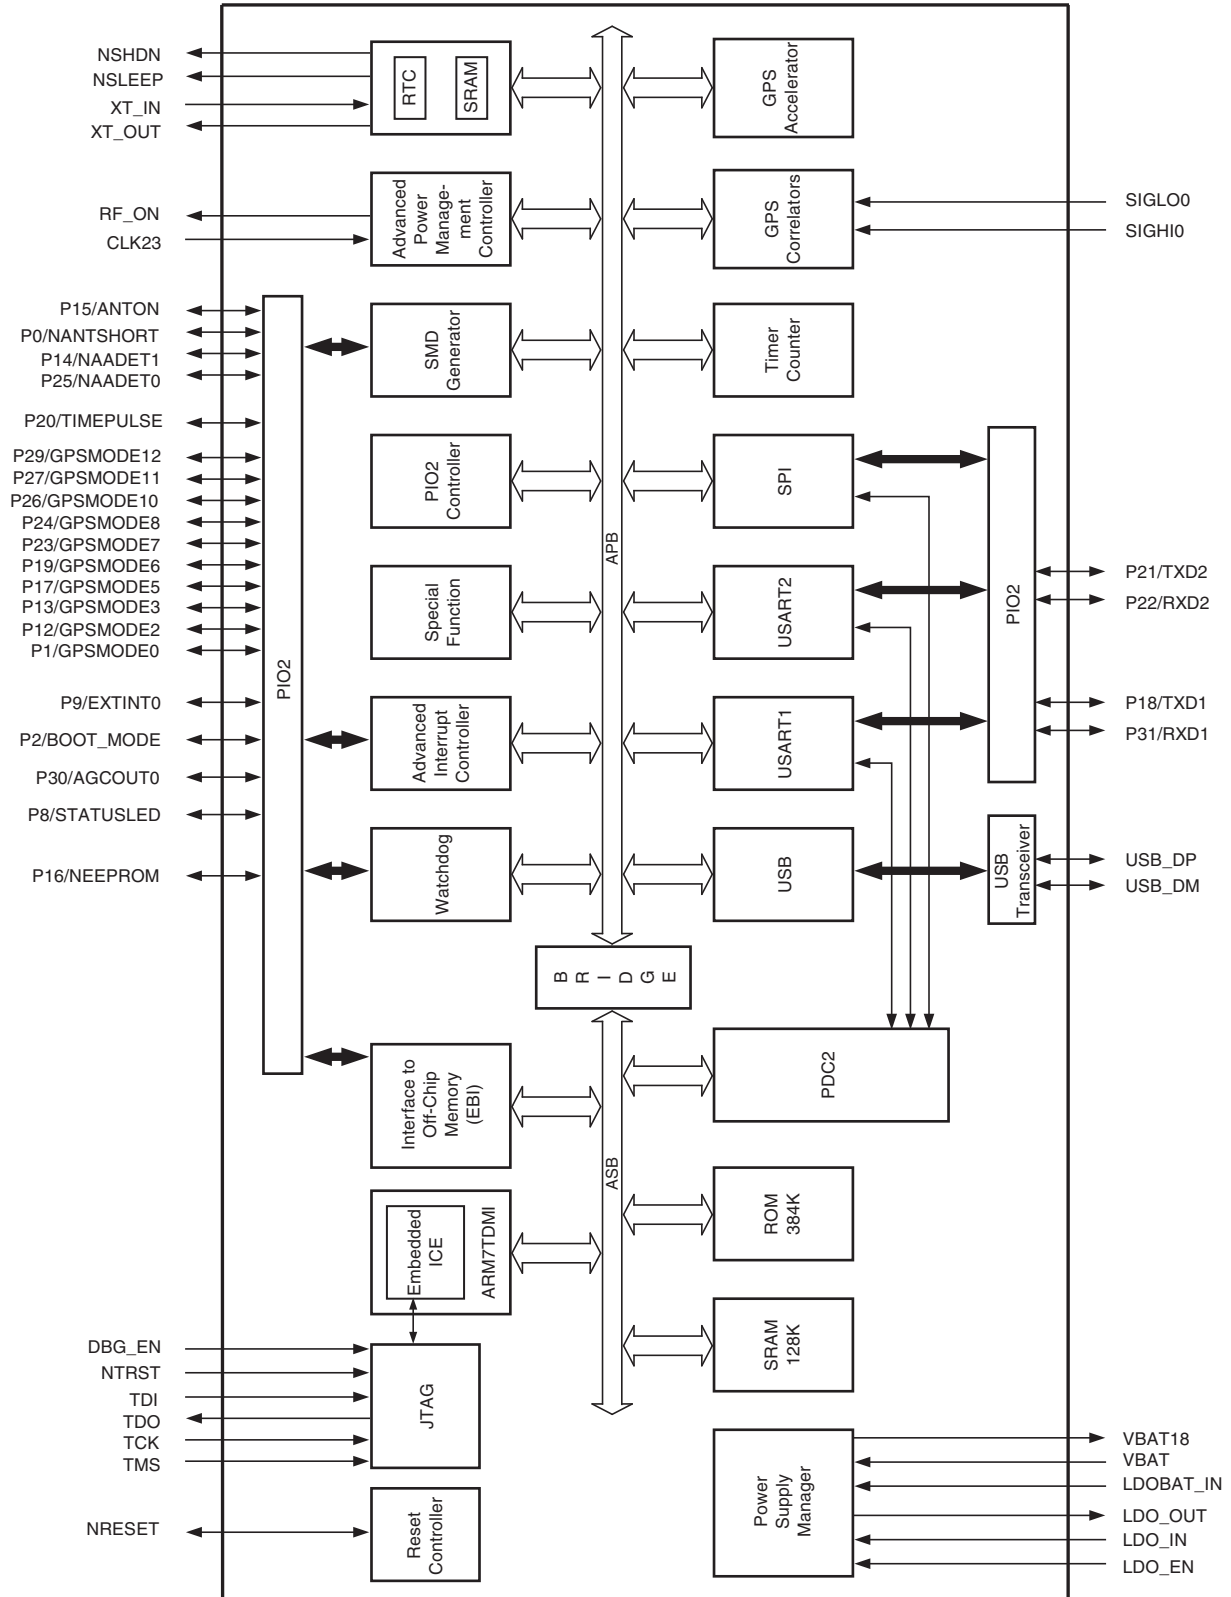 NSHDN
NSLEEP
XT_IN
XT_OUT
RTC
SRAM
GPS
Accelerator
RF_ON
CLK23
Advanced
Power
Manage-
ment
Controller
GPS
Correlators
SIGLO0
SIGHI0
P15/ANTON
P0/NANTSHORT
P14/NAADET1
P25/NAADET0
P20/TIMEPULSE
P29/GPSMODE12
P27/GPSMODE11
P26/GPSMODE10
P24/GPSMODE8
P23/GPSMODE7
P19/GPSMODE6
P17/GPSMODE5
P13/GPSMODE3
P12/GPSMODE2
P1/GPSMODE0
P9/EXTINT0
P2/BOOT_MODE
P30/AGCOUT0
P8/STATUSLED
P16/NEEPROM
PIO2
SMD
Generator
PIO2
Controller
Special
Function
Advanced
Interrupt
Controller
Watchdog
APB
Timer
Counter
SPI
USART2
USART1
USB
PIO2
P21/TXD2
P22/RXD2
P18/TXD1
P31/RXD1
USB
Transceiver
USB_DP
USB_DM
B R I D G E
Interface to
Off-Chip
Memory
(EBI)
PDC2
ASB
Embedded
ICE
ARM7TDMI
ROM
384K
SRAM
128K
DBG_EN
NTRST
TDI
TDO
TCK
TMS
JTAG
NRESET
Reset
Controller
Power
Supply
Manager
VBAT18
VBAT
LDOBAT_IN
LDO_OUT
LDO_IN
LDO_EN